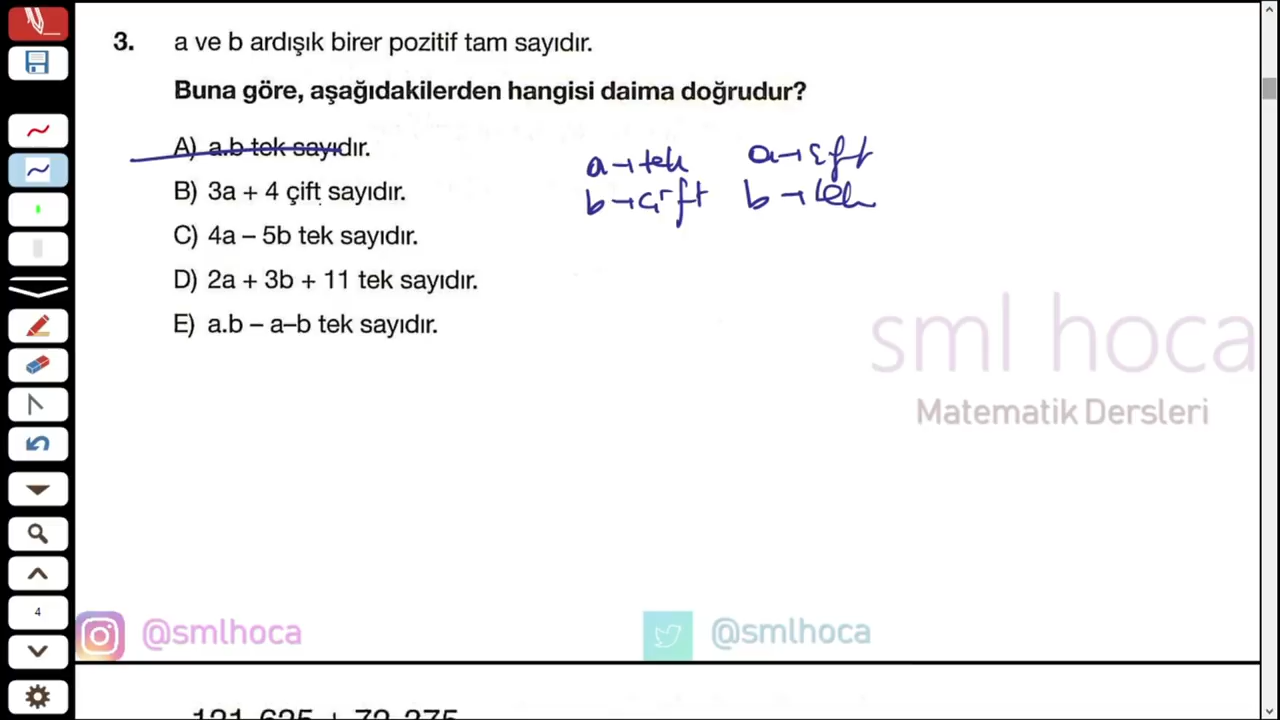 3. a ve b ardışık birer pozitif tam sayıdır.
Buna göre, aşağıdakilerden hangisi daima doğrudur?
A) a.b tek sayıdır.
B) 3a + 4 çift sayıdır.
C) 4a – 5b tek sayıdır.
D) 2a + 3b + 11 tek sayıdır.
E) a.b – a–b tek sayıdır.
a → tek a → çift
b → çift b → tek
sml hoca
Matematik Dersleri
4
@smlhoca @smlhoca